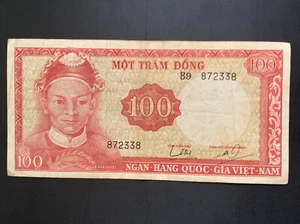 MỘT TRĂM ĐỒNG
B9 872338
100
100
872338
100
NGÂN-HÀNG QUỐC-GIA VIỆT-NAM